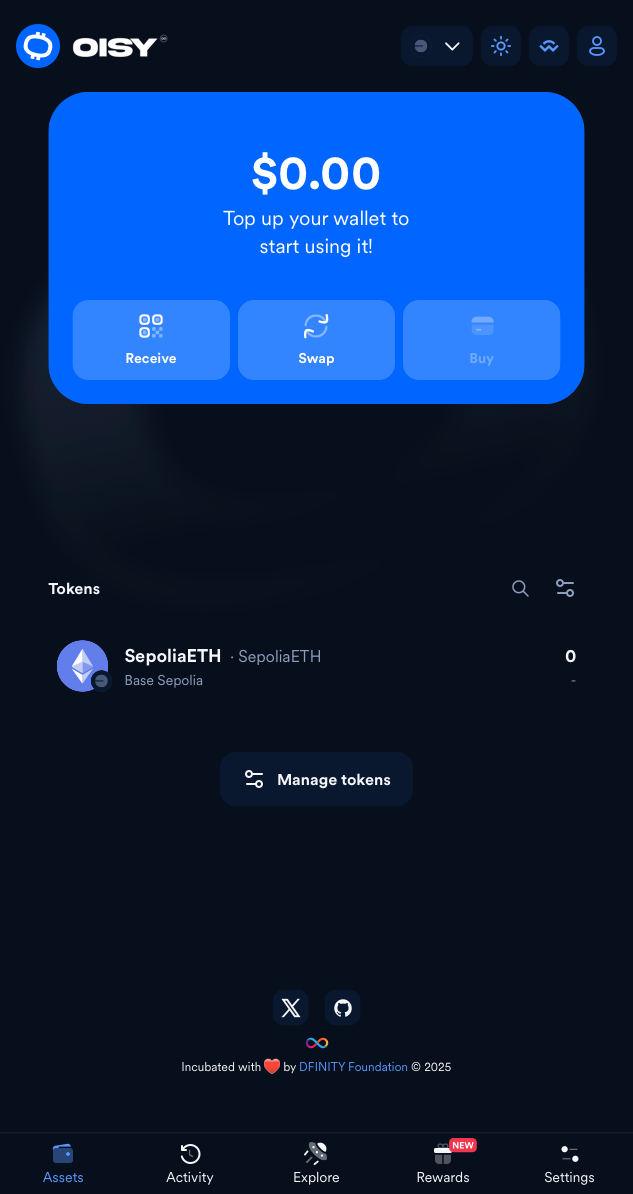 OISY
$0.00
Top up your wallet to
start using it!
Receive
Swap
Buy
Tokens
SepoliaETH · SepoliaETH
0
Base Sepolia
-
Manage tokens
Incubated with ❤️ by DFINITY Foundation © 2025
NEW
Assets
Activity
Explore
Rewards
Settings